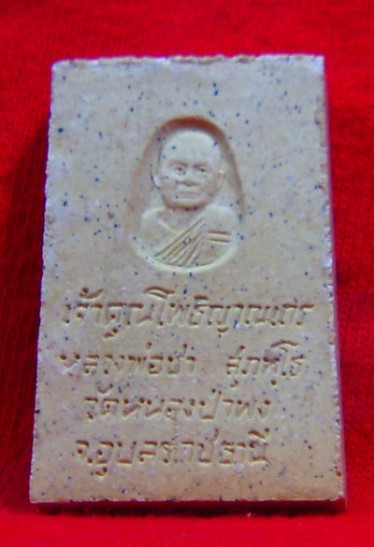 เจ้าคุณโพธิญาณเถร
หลวงพ่อชา สุภทฺโธ
วัดหนองป่าพง
จ.อุบลราชธานี